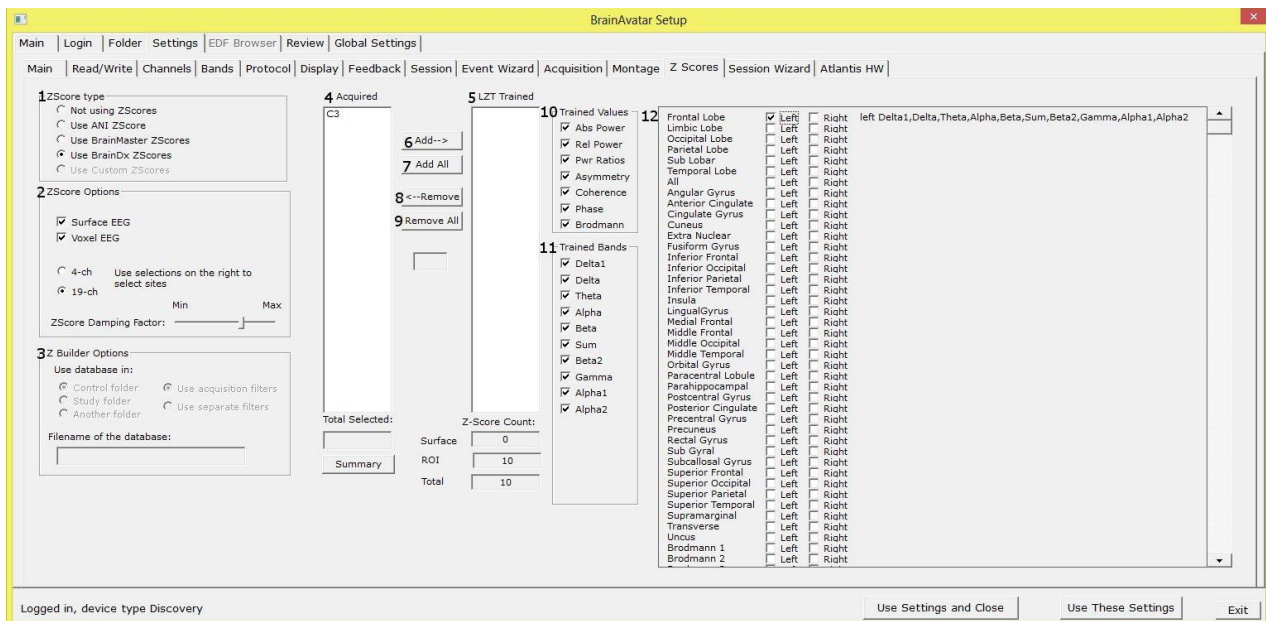 BrainAvatar Setup
Main Login Folder Settings EDF Browser Review Global Settings
Main Read/Write Channels Bands Protocol Display Feedback Session Event Wizard Acquisition Montage Z Scores Session Wizard Atlantis HW
1 ZScore type
Not using ZScores
Use ANI ZScore
Use BrainMaster ZScores
Use BrainDx ZScores
Use Custom ZScores
2 ZScore Options
Surface EEG
Voxel EEG
4-ch
19-ch
Use selections on the right to
select sites
Min Max
ZScore Damping Factor:
3 Z Builder Options
Use database in:
Control folder
Study folder
Another folder
Use acquisition filters
Use separate filters
Filename of the database:
4 Acquired
C3
Total Selected:
Summary
5 LZT Trained
6 Add-->
7 Add All
8 <--Remove
9 Remove All
Z-Score Count:
Surface 0
ROI 10
Total 10
10 Trained Values
Abs Power
Rel Power
Pwr Ratios
Asymmetry
Coherence
Phase
Brodmann
11 Trained Bands
Delta1
Delta
Theta
Alpha
Beta
Sum
Beta2
Gamma
Alpha1
Alpha2
12
Frontal Lobe Left Right left Delta1,Delta,Theta,Alpha,Beta,Sum,Beta2,Gamma,Alpha1,Alpha2
Limbic Lobe Left Right
Occipital Lobe Left Right
Parietal Lobe Left Right
Sub Lobar Left Right
Temporal Lobe Left Right
All Left Right
Angular Gyrus Left Right
Anterior Cingulate Left Right
Cingulate Gyrus Left Right
Cuneus Left Right
Extra Nuclear Left Right
Fusiform Gyrus Left Right
Inferior Frontal Left Right
Inferior Occipital Left Right
Inferior Parietal Left Right
Inferior Temporal Left Right
Insula Left Right
LingualGyrus Left Right
Medial Frontal Left Right
Middle Frontal Left Right
Middle Occipital Left Right
Middle Temporal Left Right
Orbital Gyrus Left Right
Paracentral Lobule Left Right
Parahippocampal Left Right
Postcentral Gyrus Left Right
Posterior Cingulate Left Right
Precentral Gyrus Left Right
Precuneus Left Right
Rectal Gyrus Left Right
Sub Gyral Left Right
Subcallosal Gyrus Left Right
Superior Frontal Left Right
Superior Occipital Left Right
Superior Parietal Left Right
Superior Temporal Left Right
Supramarginal Left Right
Transverse Left Right
Uncus Left Right
Brodmann 1 Left Right
Brodmann 2 Left Right
Logged in, device type Discovery
Use Settings and Close
Use These Settings
Exit